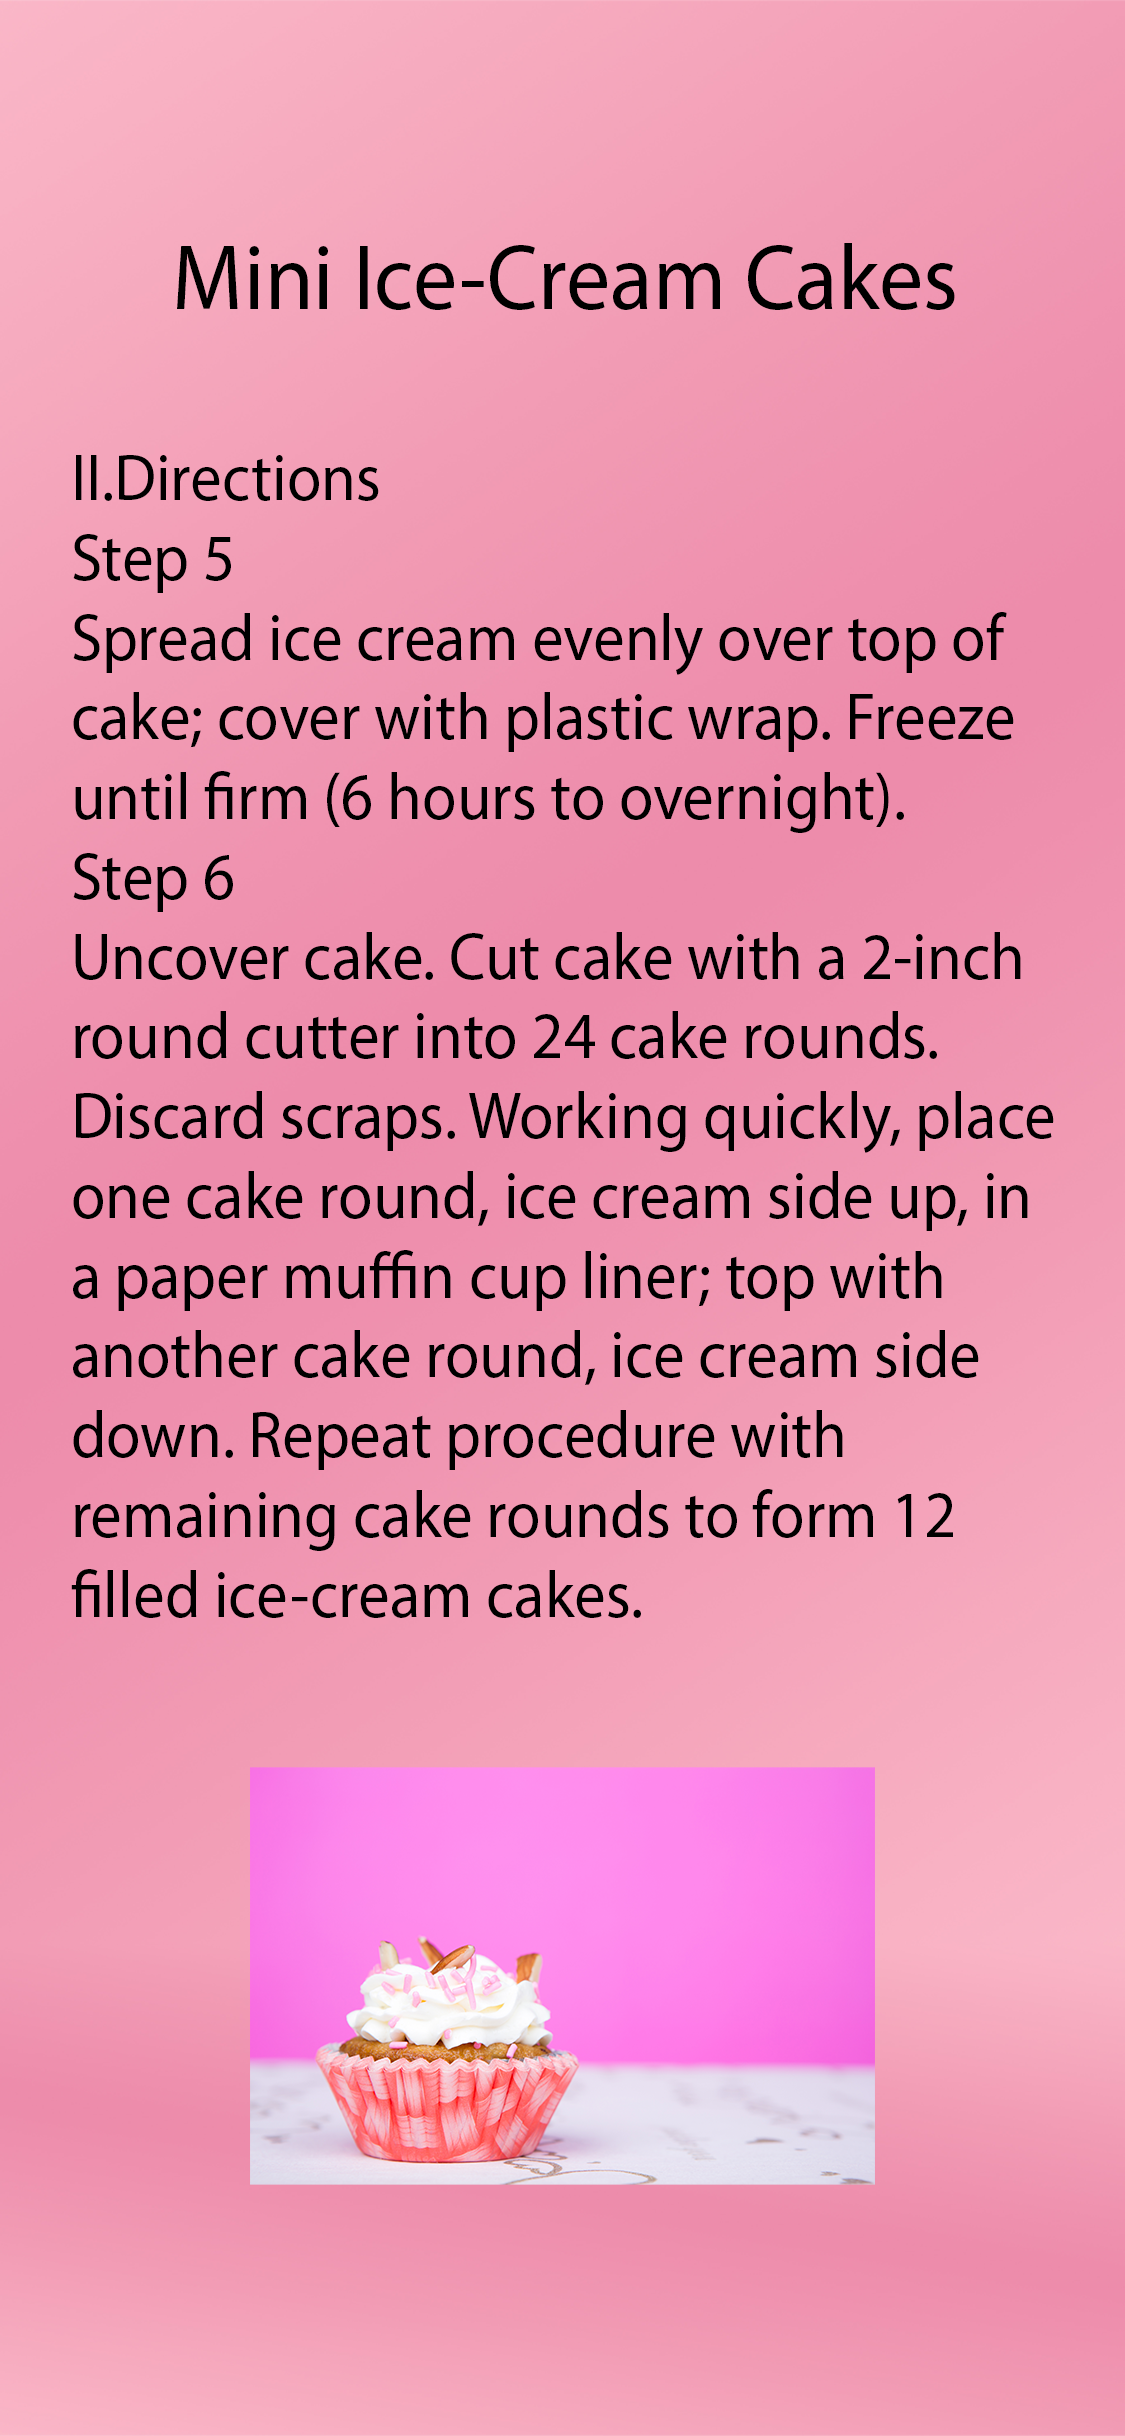 Mini Ice-Cream Cakes
II.Directions
Step 5
Spread ice cream evenly over top of
cake; cover with plastic wrap. Freeze
until firm (6 hours to overnight).
Step 6
Uncover cake. Cut cake with a 2-inch
round cutter into 24 cake rounds.
Discard scraps. Working quickly, place
one cake round, ice cream side up, in
a paper muffin cup liner; top with
another cake round, ice cream side
down. Repeat procedure with
remaining cake rounds to form 12
filled ice-cream cakes.